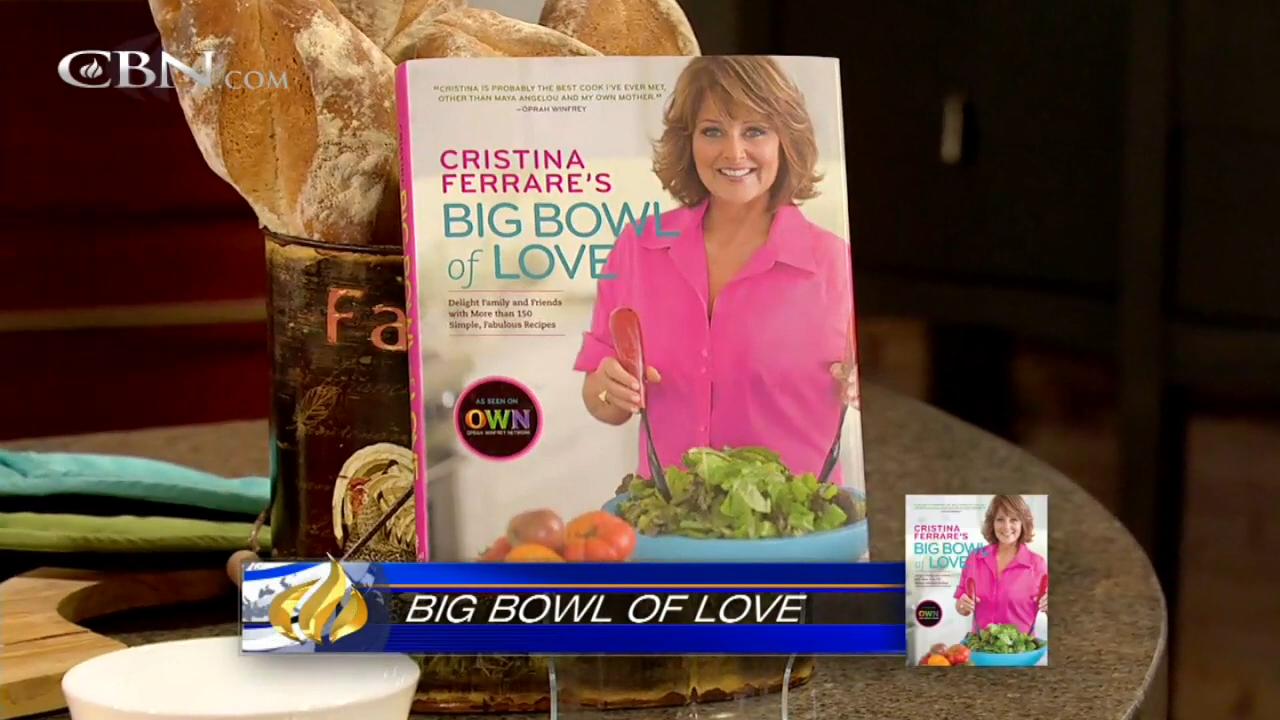 CBN.COM
"CRISTINA IS PROBABLY THE BEST COOK I'VE EVER MET,
OTHER THAN MAYA ANGELOU AND MY OWN MOTHER."
—OPRAH WINFREY
CRISTINA
FERRARE'S
BIG BOWL
of LOVE
Delight Family and Friends
with More than 150
Simple, Fabulous Recipes
AS SEEN ON
OWN
OPRAH WINFREY NETWORK
Fa
BIG BOWL OF LOVE
CRISTINA
FERRARE'S
BIG BOWL
of LOVE
OWN